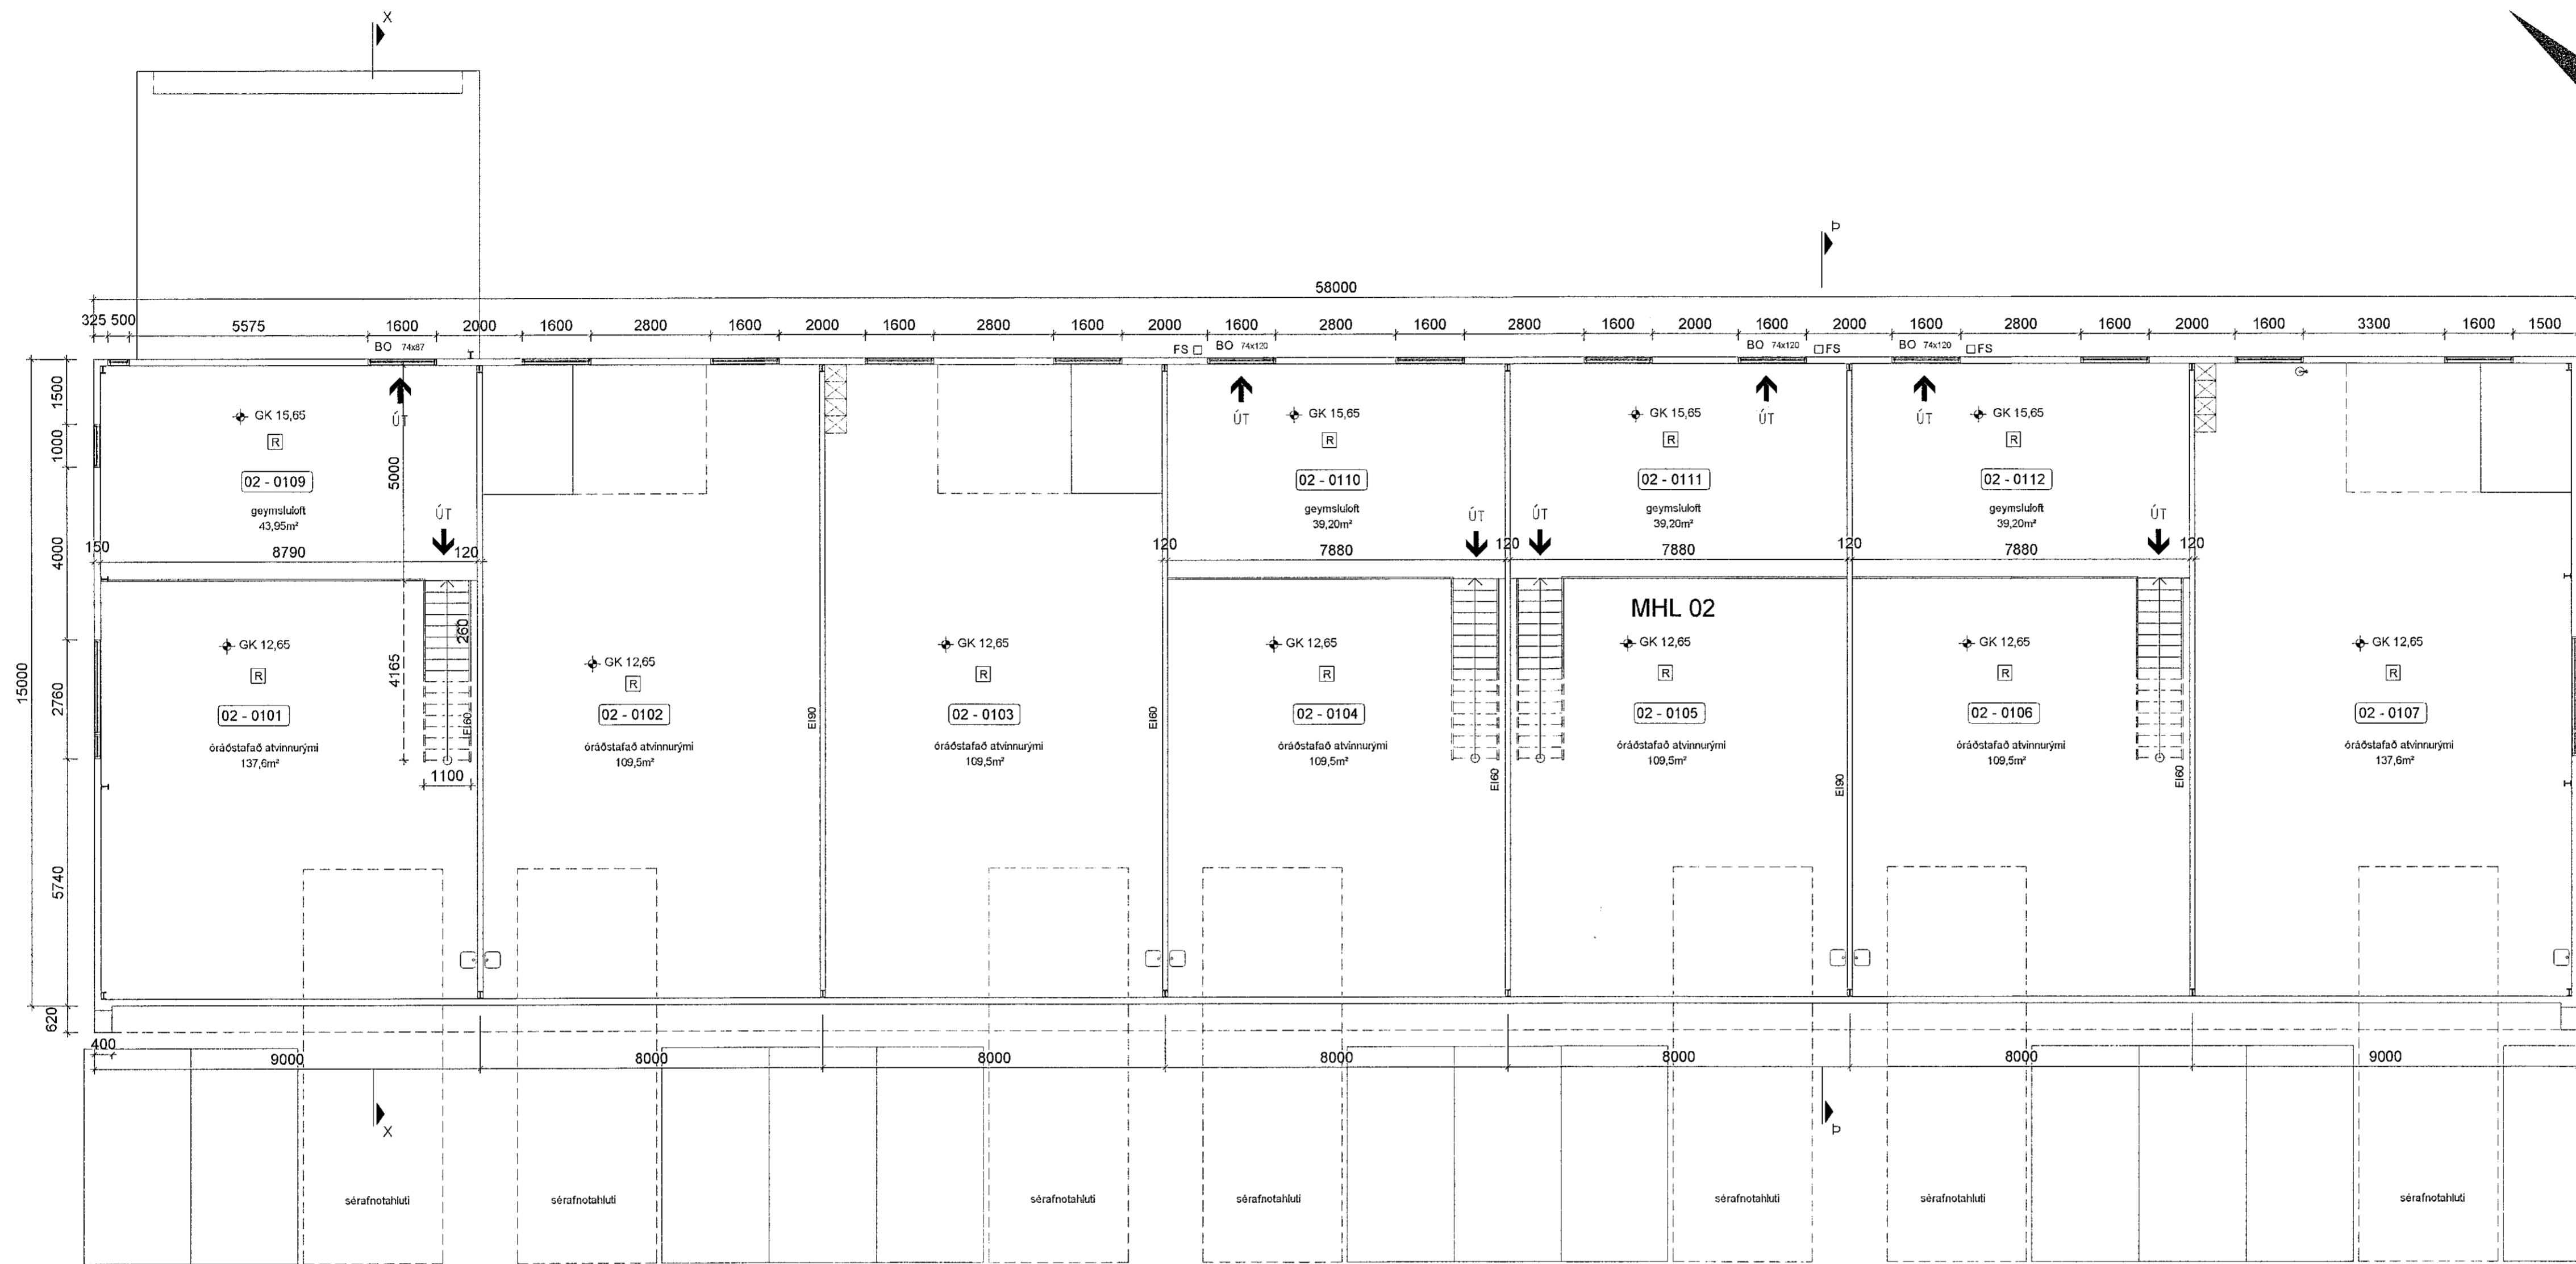 X
Þ
58000
325 500 5575 1600 2000 1600 2800 1600 2000 1600 2800 1600 2000 1600 2800 1600 2800 1600 2000 1600 2000 1600 2800 1600 2000 1600 3300 1600 1500
BO 74x87
FS BO 74x120
BO 74x120 FS
BO 74x120 FS
1500
1000
4000
2760
5740
15000
620
400
GK 15,65
R
02 - 0109
geymsluloft
43,95m²
ÚT
5000
ÚT
150
8790
120
GK 15,65
R
02 - 0110
geymsluloft
39,20m²
ÚT
ÚT
120
7880
120
GK 15,65
R
02 - 0111
geymsluloft
39,20m²
ÚT
ÚT
7880
120
GK 15,65
R
02 - 0112
geymsluloft
39,20m²
ÚT
ÚT
7880
120
MHL 02
GK 12,65
R
02 - 0101
óráðstafað atvinnurými
137,6m²
4165
260
EI60
1100
GK 12,65
R
02 - 0102
óráðstafað atvinnurými
109,5m²
EI90
GK 12,65
R
02 - 0103
óráðstafað atvinnurými
109,5m²
EI60
GK 12,65
R
02 - 0104
óráðstafað atvinnurými
109,5m²
EI60
GK 12,65
R
02 - 0105
óráðstafað atvinnurými
109,5m²
EI90
GK 12,65
R
02 - 0106
óráðstafað atvinnurými
109,5m²
EI60
GK 12,65
R
02 - 0107
óráðstafað atvinnurými
137,6m²
9000 8000 8000 8000 8000 8000 9000
X
Þ
sérafnotahluti sérafnotahluti sérafnotahluti sérafnotahluti sérafnotahluti sérafnotahluti sérafnotahluti